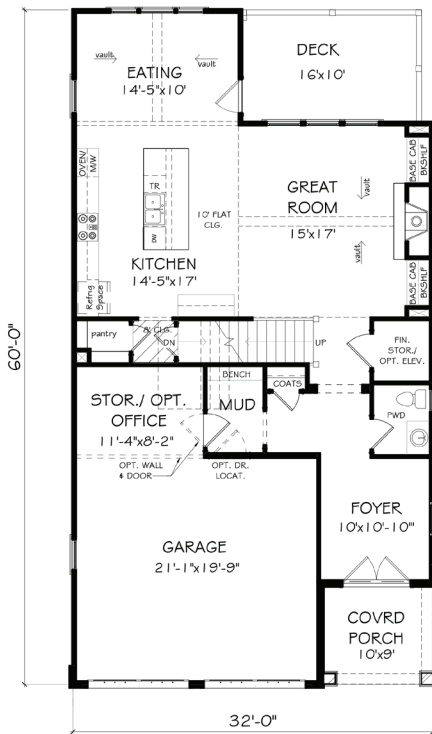 DECK
16'x10'
vault
vault
EATING
14'-5"x10'
OVEN/
M/W
TR
DW
10' FLAT
CLG.
GREAT
ROOM
15'x17'
vault
vault
BASE CAB
BKSHLF
BASE CAB
BKSHLF
KITCHEN
14'-5"x17'
Refrig
Space
pantry
8' CLG.
DN
UP
FIN.
STOR./
OPT. ELEV.
BENCH
COATS
STOR./ OPT.
OFFICE
11'-4"x8'-2"
MUD
PWD
OPT. WALL
& DOOR
OPT. DR.
LOCAT.
FOYER
10'x10'-10"
GARAGE
21'-1"x19'-9"
COVRD
PORCH
10'x9'
60'-0"
32'-0"